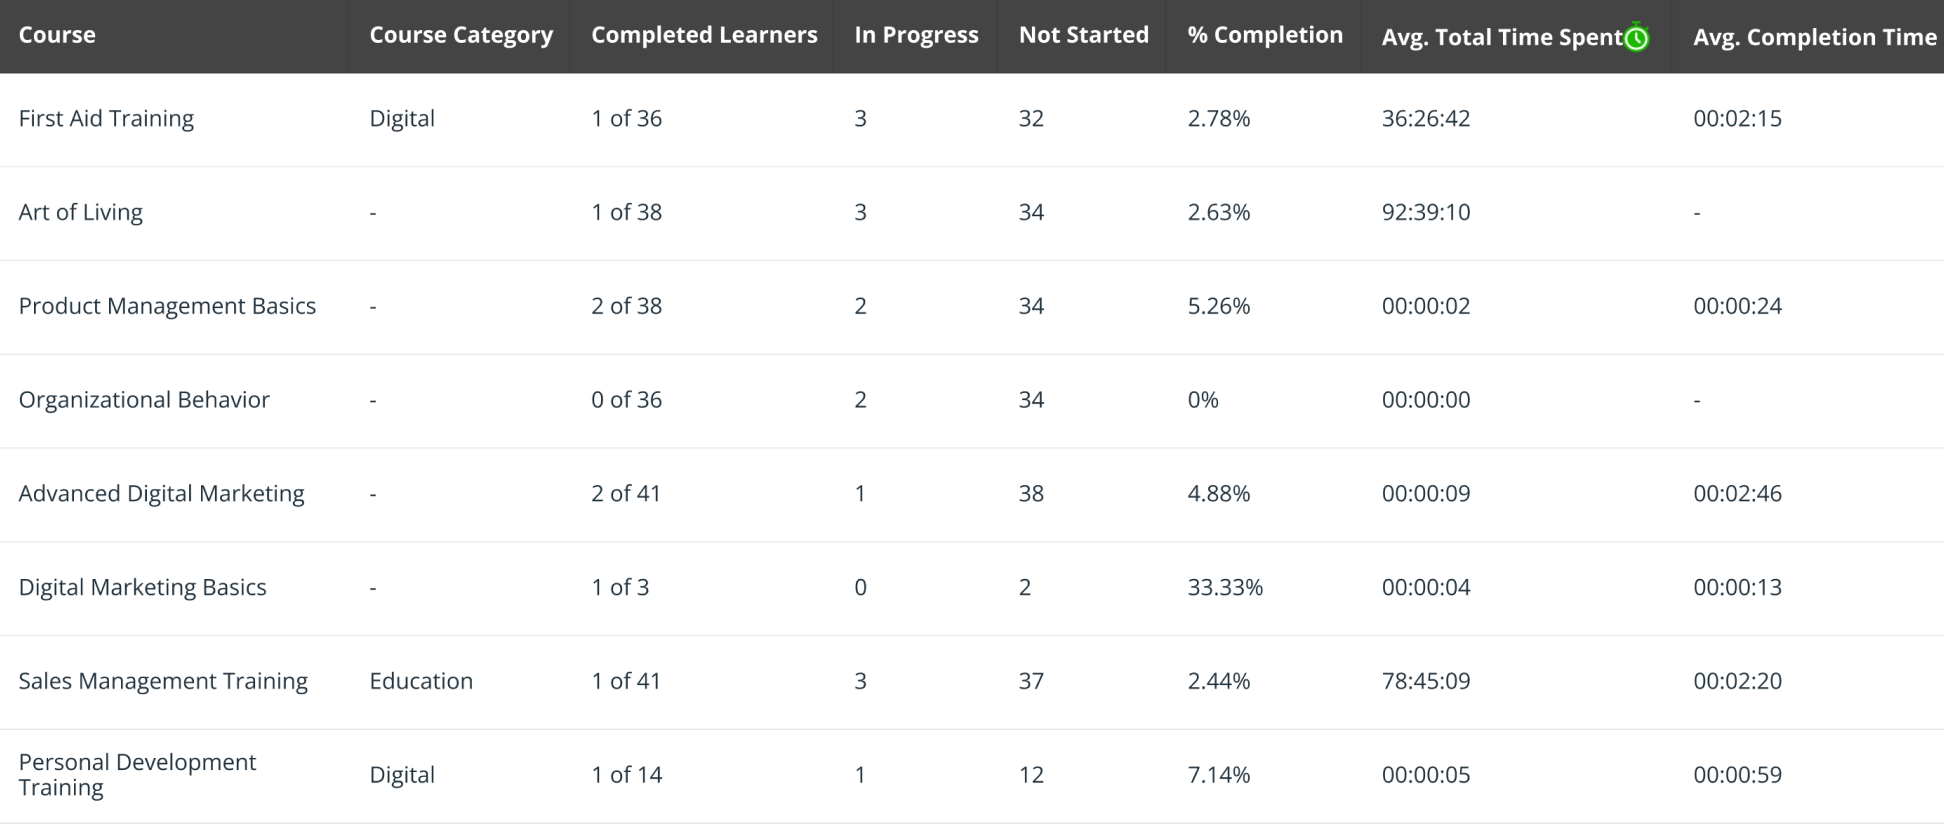 Course Course Category Completed Learners In Progress Not Started % Completion Avg. Total Time Spent Avg. Completion Time
First Aid Training Digital 1 of 36 3 32 2.78% 36:26:42 00:02:15
Art of Living - 1 of 38 3 34 2.63% 92:39:10 -
Product Management Basics - 2 of 38 2 34 5.26% 00:00:02 00:00:24
Organizational Behavior - 0 of 36 2 34 0% 00:00:00 -
Advanced Digital Marketing - 2 of 41 1 38 4.88% 00:00:09 00:02:46
Digital Marketing Basics - 1 of 3 0 2 33.33% 00:00:04 00:00:13
Sales Management Training Education 1 of 41 3 37 2.44% 78:45:09 00:02:20
Personal Development
Training Digital 1 of 14 1 12 7.14% 00:00:05 00:00:59